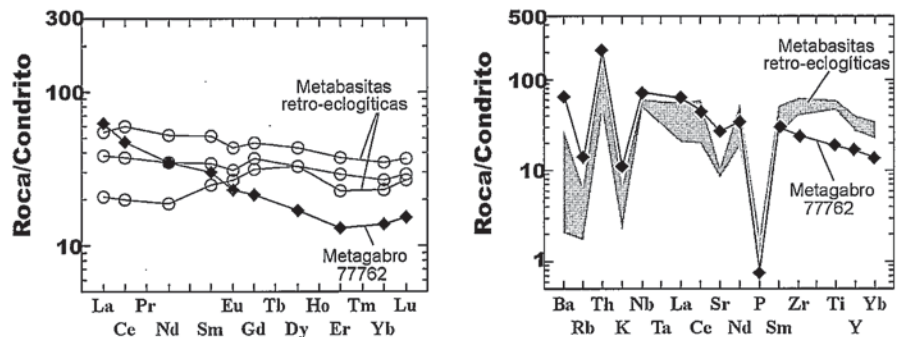 300
100
10
Roca/Condrito
Metabasitas
retro-eclogíticas
Metagabro
77762
La Pr Eu Tb Ho Tm Lu
Ce Nd Sm Gd Dy Er Yb
500
100
10
1
Roca/Condrito
Metabasitas
retro-eclogíticas
Metagabro
77762
Ba Th Nb La Sr P Zr Ti Yb
Rb K Ta Ce Nd Sm Y